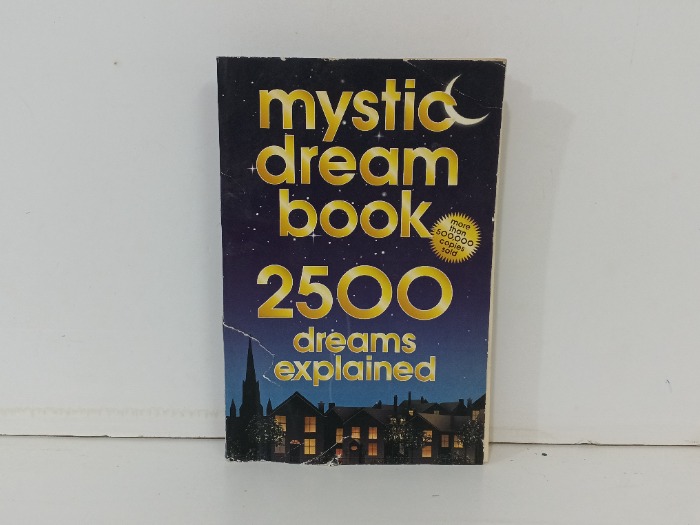 mystic
dream
book
more
than
500,000
copies
sold
2500
dreams
explained